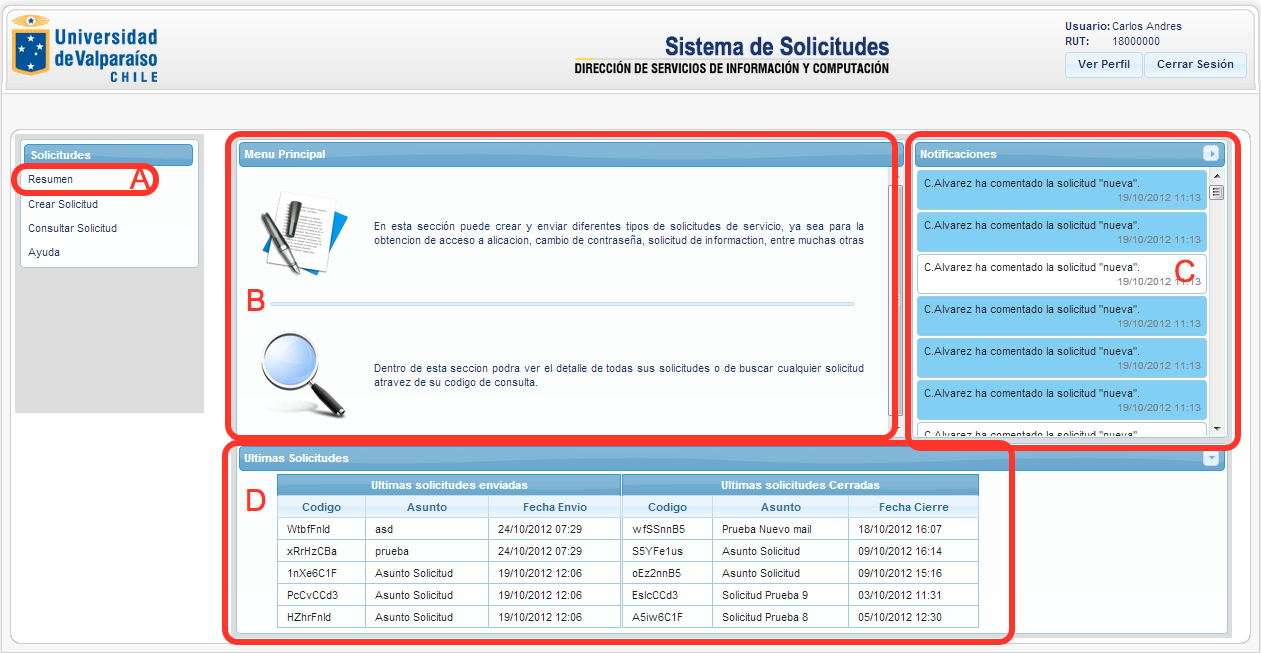 Universidad
de Valparaíso
CHILE
Sistema de Solicitudes
DIRECCIÓN DE SERVICIOS DE INFORMACIÓN Y COMPUTACIÓN
Usuario: Carlos Andres
RUT: 18000000
Ver Perfil Cerrar Sesión
Solicitudes
Resumen A
Crear Solicitud
Consultar Solicitud
Ayuda
Menu Principal
En esta sección puede crear y enviar diferentes tipos de solicitudes de servicio, ya sea para la
obtencion de acceso a alicacion, cambio de contraseña, solicitud de information, entre muchas otras
B
Dentro de esta seccion podra ver el detalle de todas sus solicitudes o de buscar cualquier solicitud
atravez de su codigo de consulta.
Notificaciones
C.Alvarez ha comentado la solicitud "nueva".
19/10/2012 11:13
C.Alvarez ha comentado la solicitud "nueva".
19/10/2012 11:13
C.Alvarez ha comentado la solicitud "nueva".
C
19/10/2012 11:13
C.Alvarez ha comentado la solicitud "nueva".
19/10/2012 11:13
C.Alvarez ha comentado la solicitud "nueva".
19/10/2012 11:13
C.Alvarez ha comentado la solicitud "nueva".
19/10/2012 11:13
C.Alvarez ha comentado la solicitud "nueva".
Ultimas Solicitudes
D
Ultimas solicitudes enviadas Ultimas solicitudes Cerradas
Codigo Asunto Fecha Envio Codigo Asunto Fecha Cierre
WtbfFnId asd 24/10/2012 07:29 wfSSnnB5 Prueba Nuevo mail 18/10/2012 16:07
xRrHzCBa prueba 24/10/2012 07:29 S5YFe1us Asunto Solicitud 09/10/2012 16:14
1nXe6C1F Asunto Solicitud 19/10/2012 12:06 oEz2nnB5 Asunto Solicitud 09/10/2012 15:16
PcCvCCd3 Asunto Solicitud 19/10/2012 12:06 EslcCCd3 Solicitud Prueba 9 03/10/2012 11:31
HZhrFnId Asunto Solicitud 19/10/2012 12:06 A5iw6C1F Solicitud Prueba 8 05/10/2012 12:30